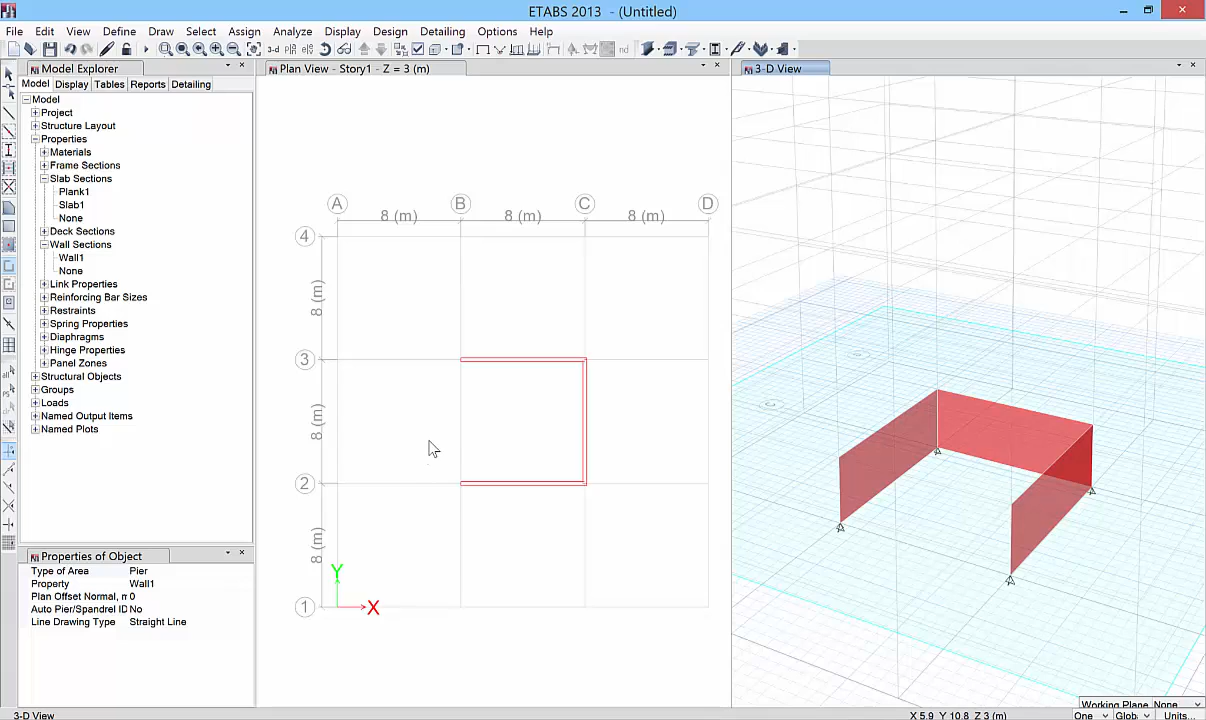 ETABS 2013 - (Untitled)
File Edit View Define Draw Select Assign Analyze Display Design Detailing Options Help
3-d nd
Model Explorer
Model Display Tables Reports Detailing
Model
Project
Structure Layout
Properties
Materials
Frame Sections
Slab Sections
Plank1
Slab1
None
Deck Sections
Wall Sections
Wall1
None
Link Properties
Reinforcing Bar Sizes
Restraints
Spring Properties
Diaphragms
Hinge Properties
Panel Zones
Structural Objects
Groups
Loads
Named Output Items
Named Plots
Properties of Object
Type of Area Pier
Property Wall1
Plan Offset Normal, m 0
Auto Pier/Spandrel ID No
Line Drawing Type Straight Line
Plan View - Story1 - Z = 3 (m)
A B C D
8 (m) 8 (m) 8 (m)
4
8 (m)
3
8 (m)
2
8 (m)
1
Y
X
3-D View
Working Plane None
3-D View
X 5.9 Y 10.8 Z 3 (m)
One Glob Units...